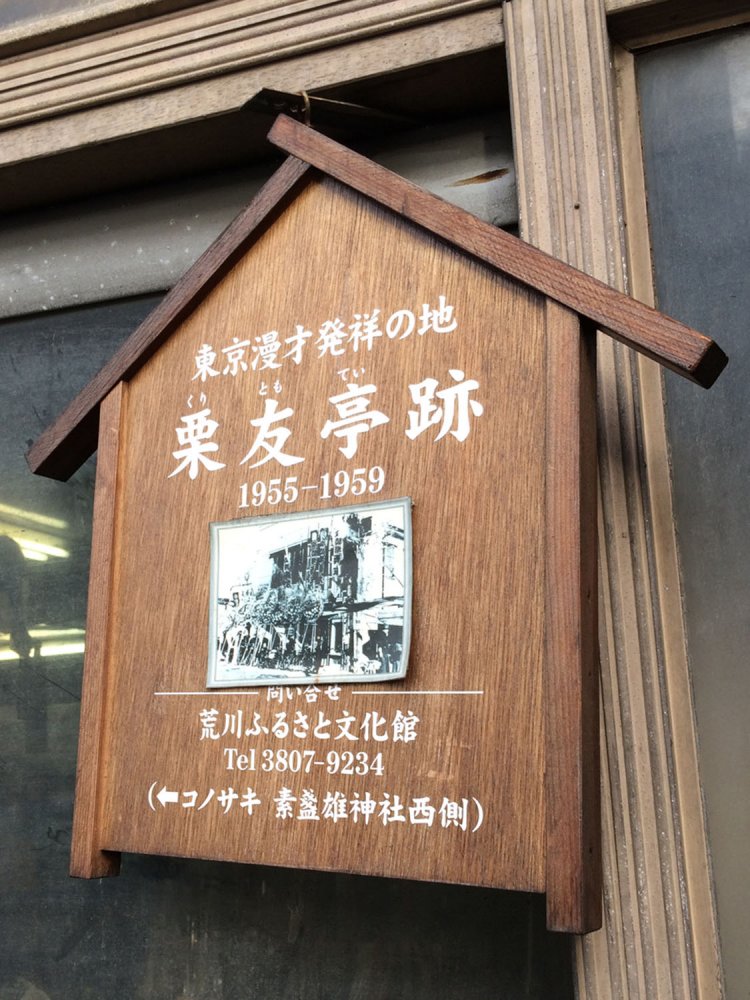 東京漫才発祥の地
くり とも てい
栗友亭跡
1955-1959
問い合せ
荒川ふるさと文化館
Tel 3807-9234
(←コノサキ 素盞雄神社西側)